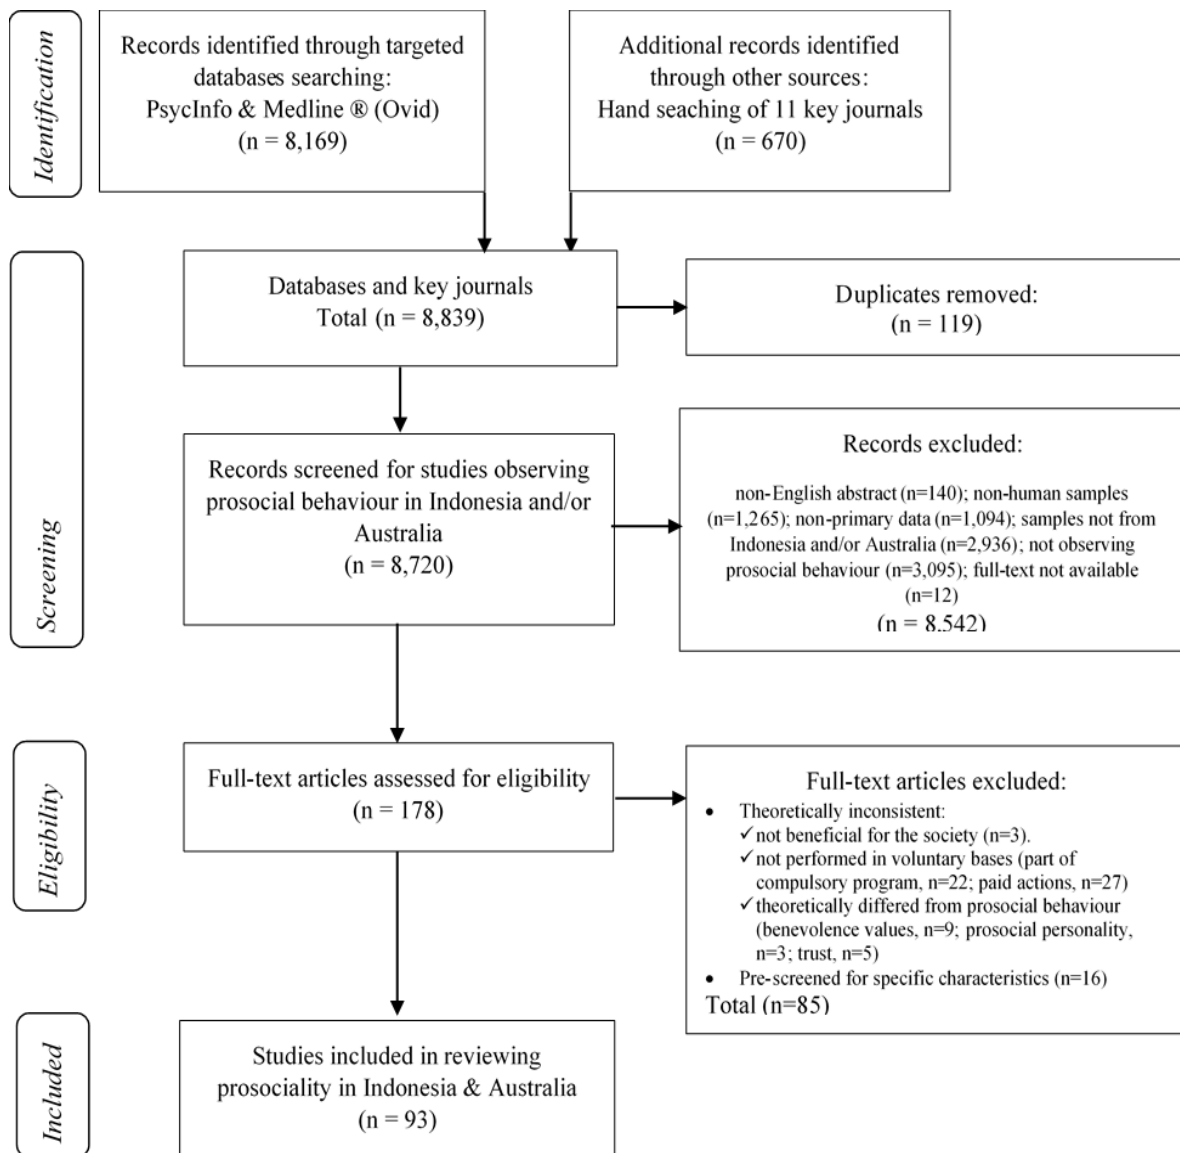 Identification
Records identified through targeted
databases searching:
PsycInfo & Medline ® (Ovid)
(n = 8,169)
Additional records identified
through other sources:
Hand seaching of 11 key journals
(n = 670)
Screening
Databases and key journals
Total (n = 8,839)
Duplicates removed:
(n = 119)
Records screened for studies observing
prosocial behaviour in Indonesia and/or
Australia
(n = 8,720)
Records excluded:
non-English abstract (n=140); non-human samples
(n=1,265); non-primary data (n=1,094); samples not from
Indonesia and/or Australia (n=2,936); not observing
prosocial behaviour (n=3,095); full-text not available
(n=12)
(n = 8,542)
Eligibility
Full-text articles assessed for eligibility
(n = 178)
Full-text articles excluded:
• Theoretically inconsistent:
✓ not beneficial for the society (n=3).
✓ not performed in voluntary bases (part of
compulsory program, n=22; paid actions, n=27)
✓ theoretically differed from prosocial behaviour
(benevolence values, n=9; prosocial personality,
n=3; trust, n=5)
• Pre-screened for specific characteristics (n=16)
Total (n=85)
Included
Studies included in reviewing
prosociality in Indonesia & Australia
(n = 93)